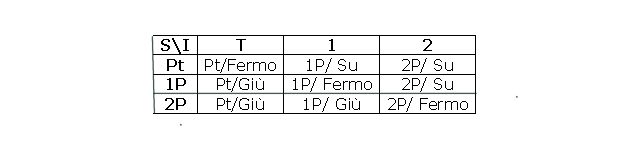 S\I T 1 2
Pt Pt/Fermo 1P/ Su 2P/ Su
1P Pt/Giù 1P/ Fermo 2P/ Su
2P Pt/Giù 1P/ Giù 2P/ Fermo